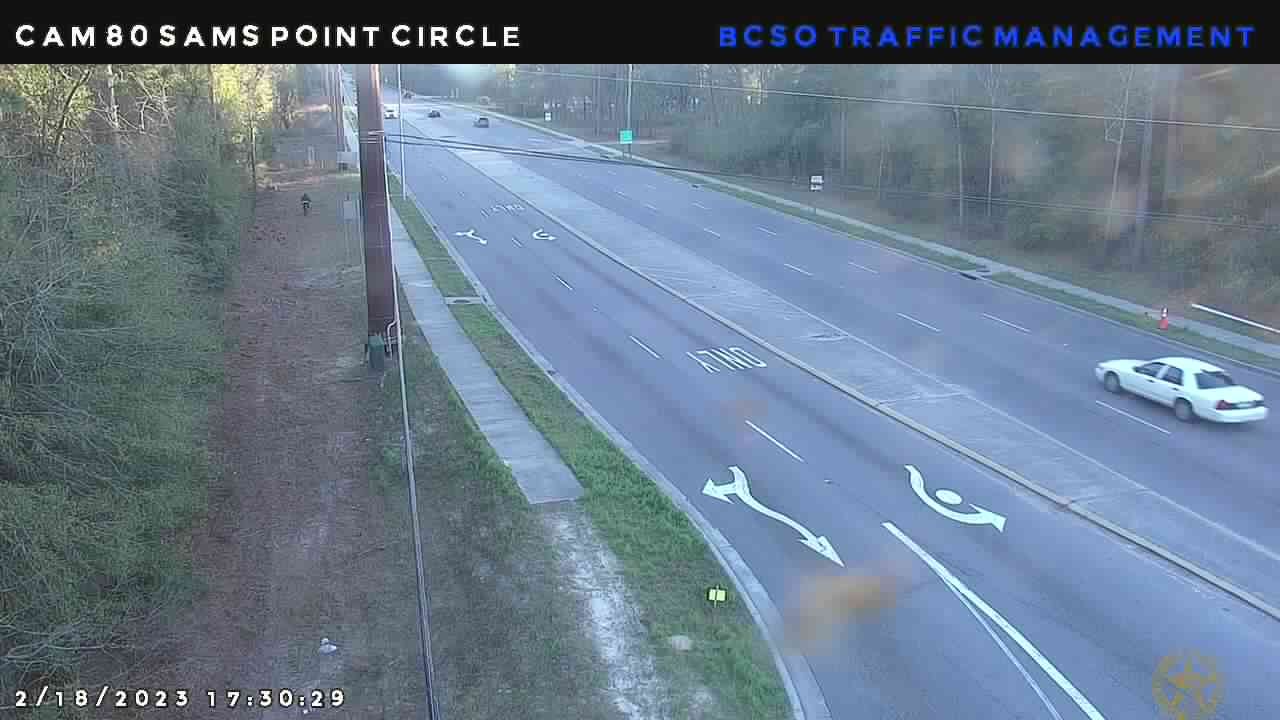 CAM 80 SAMS POINT CIRCLE
BCSO TRAFFIC MANAGEMENT
ONLY
ONLY
2/18/2023 17:30:29